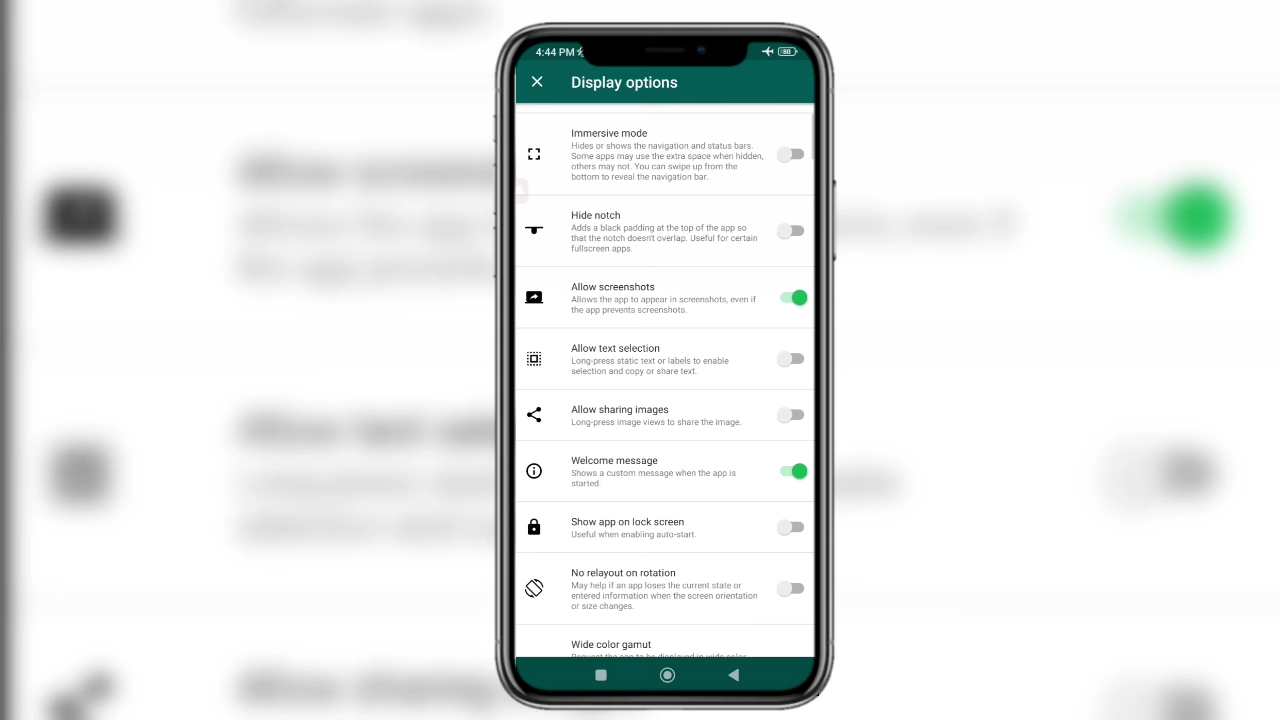 4:44 PM
80
Display options
Immersive mode
Hides or shows the navigation and status bars.
Some apps may use the extra space when hidden,
others may not. You can swipe up from the
bottom to reveal the navigation bar.
Hide notch
Adds a black padding at the top of the app so
that the notch doesn't overlap. Useful for certain
fullscreen apps.
Allow screenshots
Allows the app to appear in screenshots, even if
the app prevents screenshots.
Allow text selection
Long-press static text or labels to enable
selection and copy or share text.
Allow sharing images
Long-press image views to share the image.
Welcome message
Shows a custom message when the app is
started.
Show app on lock screen
Useful when enabling auto-start.
No relayout on rotation
May help if an app loses the current state or
entered information when the screen orientation
or size changes.
Wide color gamut